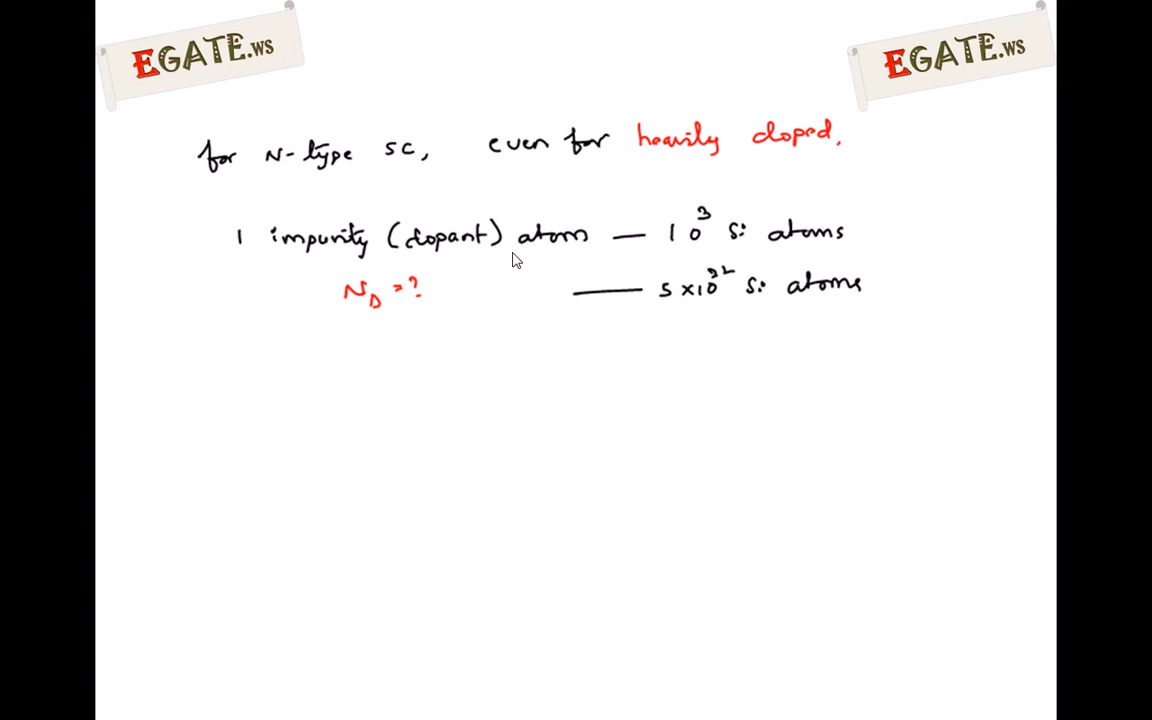 EGATE.ws EGATE.ws
for N-type SC, even for heavily doped.
1 impurity (dopant) atom — 10³ Si atoms
N_D = ? — 5×10²² Si atoms